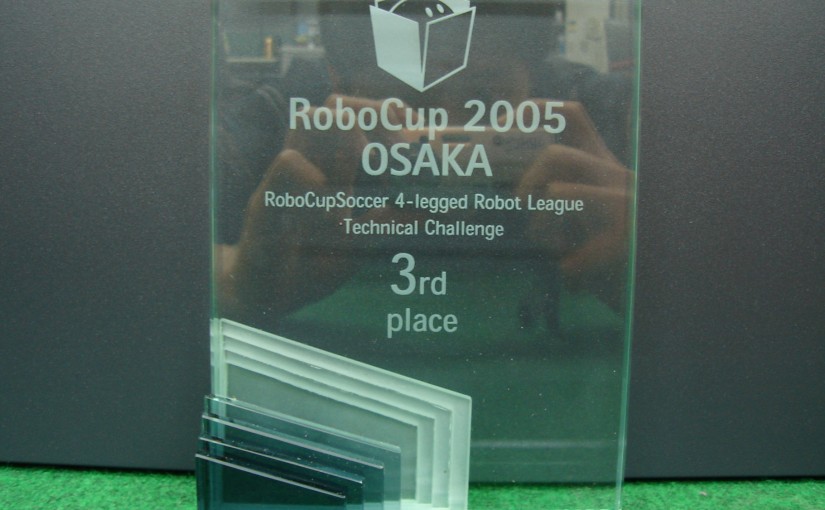 RoboCup 2005
OSAKA
RoboCupSoccer 4-legged Robot League
Technical Challenge
3rd
place